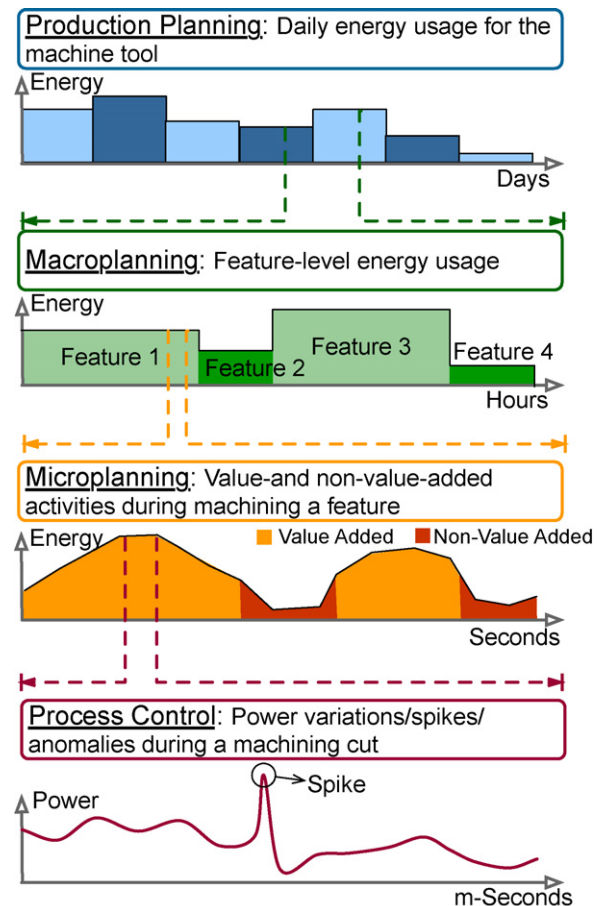 Production Planning: Daily energy usage for the
machine tool
Energy
Days
Macroplanning: Feature-level energy usage
Energy
Feature 1
Feature 2
Feature 3
Feature 4
Hours
Microplanning: Value-and non-value-added
activities during machining a feature
Energy
Value Added
Non-Value Added
Seconds
Process Control: Power variations/spikes/
anomalies during a machining cut
Power
Spike
m-Seconds